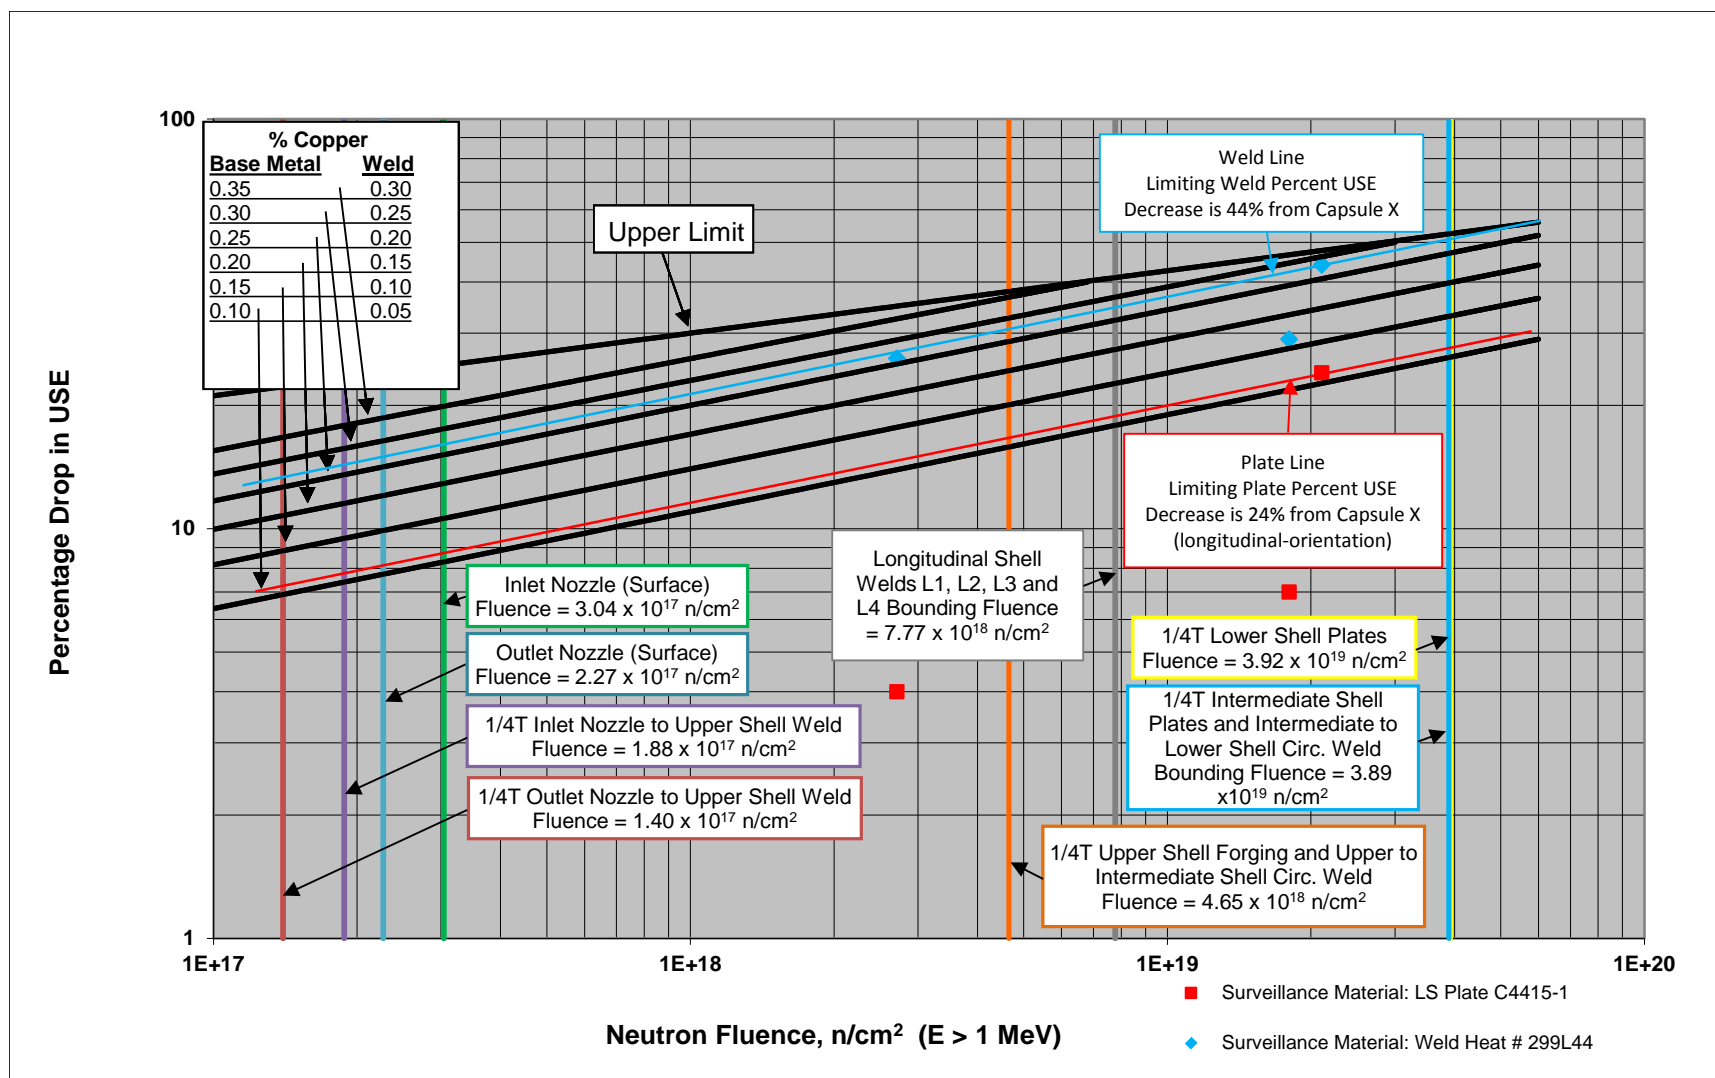 100
% Copper
Base Metal Weld
0.35 0.30
0.30 0.25
0.25 0.20
0.20 0.15
0.15 0.10
0.10 0.05
Upper Limit
Weld Line
Limiting Weld Percent USE
Decrease is 44% from Capsule X
Percentage Drop in USE
10
Plate Line
Limiting Plate Percent USE
Decrease is 24% from Capsule X
(longitudinal-orientation)
Longitudinal Shell
Welds L1, L2, L3 and
L4 Bounding Fluence
= 7.77 x 10¹⁸ n/cm²
Inlet Nozzle (Surface)
Fluence = 3.04 x 10¹⁷ n/cm²
Outlet Nozzle (Surface)
Fluence = 2.27 x 10¹⁷ n/cm²
1/4T Inlet Nozzle to Upper Shell Weld
Fluence = 1.88 x 10¹⁷ n/cm²
1/4T Outlet Nozzle to Upper Shell Weld
Fluence = 1.40 x 10¹⁷ n/cm²
1/4T Lower Shell Plates
Fluence = 3.92 x 10¹⁹ n/cm²
1/4T Intermediate Shell
Plates and Intermediate to
Lower Shell Circ. Weld
Bounding Fluence = 3.89
x10¹⁹ n/cm²
1/4T Upper Shell Forging and Upper to
Intermediate Shell Circ. Weld
Fluence = 4.65 x 10¹⁸ n/cm²
1
1E+17 1E+18 1E+19 1E+20
Neutron Fluence, n/cm² (E > 1 MeV)
Surveillance Material: LS Plate C4415-1
Surveillance Material: Weld Heat # 299L44